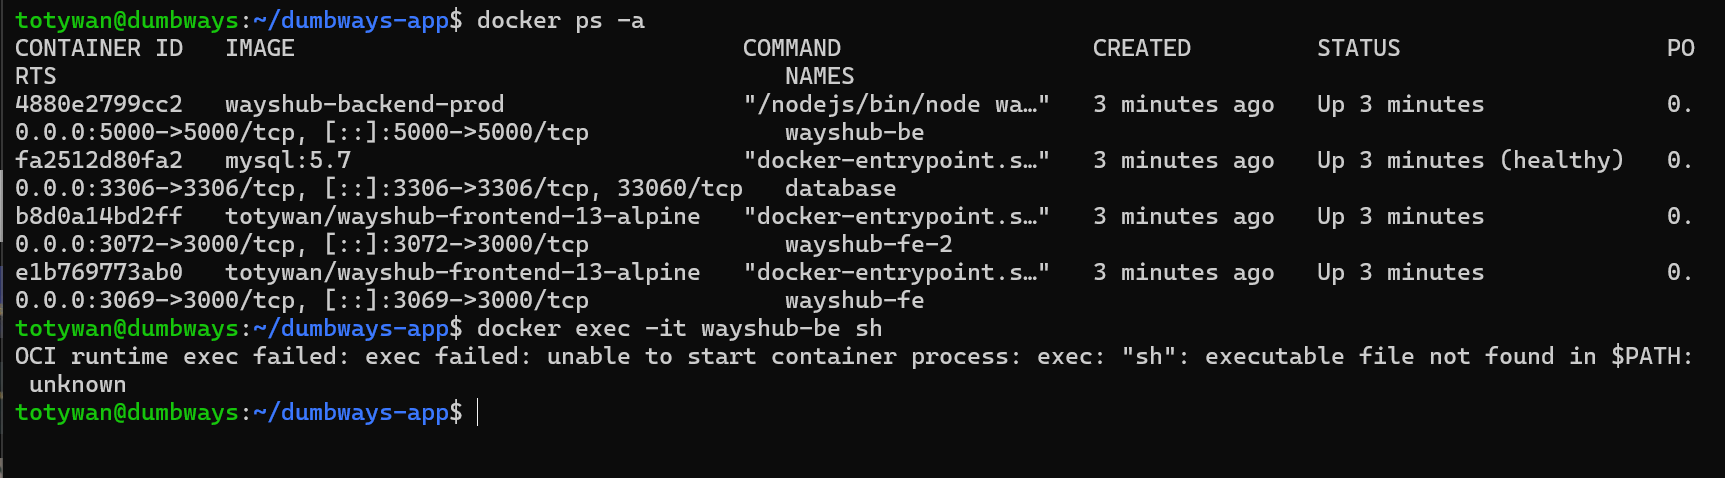 totywan@dumbways:~/dumbways-app$ docker ps -a
CONTAINER ID   IMAGE                                COMMAND                  CREATED         STATUS                   PO
RTS                                                    NAMES
4880e2799cc2   wayshub-backend-prod                 "/nodejs/bin/node wa…"   3 minutes ago   Up 3 minutes             0.
0.0.0:5000->5000/tcp, [::]:5000->5000/tcp              wayshub-be
fa2512d80fa2   mysql:5.7                            "docker-entrypoint.s…"   3 minutes ago   Up 3 minutes (healthy)   0.
0.0.0:3306->3306/tcp, [::]:3306->3306/tcp, 33060/tcp   database
b8d0a14bd2ff   totywan/wayshub-frontend-13-alpine   "docker-entrypoint.s…"   3 minutes ago   Up 3 minutes             0.
0.0.0:3072->3000/tcp, [::]:3072->3000/tcp              wayshub-fe-2
e1b769773ab0   totywan/wayshub-frontend-13-alpine   "docker-entrypoint.s…"   3 minutes ago   Up 3 minutes             0.
0.0.0:3069->3000/tcp, [::]:3069->3000/tcp              wayshub-fe
totywan@dumbways:~/dumbways-app$ docker exec -it wayshub-be sh
OCI runtime exec failed: exec failed: unable to start container process: exec: "sh": executable file not found in $PATH:
 unknown
totywan@dumbways:~/dumbways-app$